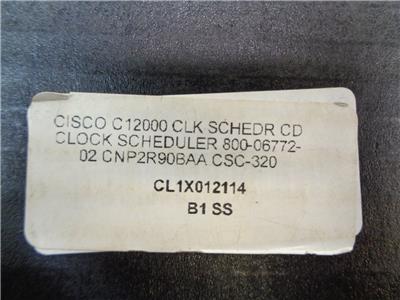 CISCO C12000 CLK SCHEDR CD
CLOCK SCHEDULER 800-06772-
02 CNP2R90BAA CSC-320
CL1X012114
B1 SS